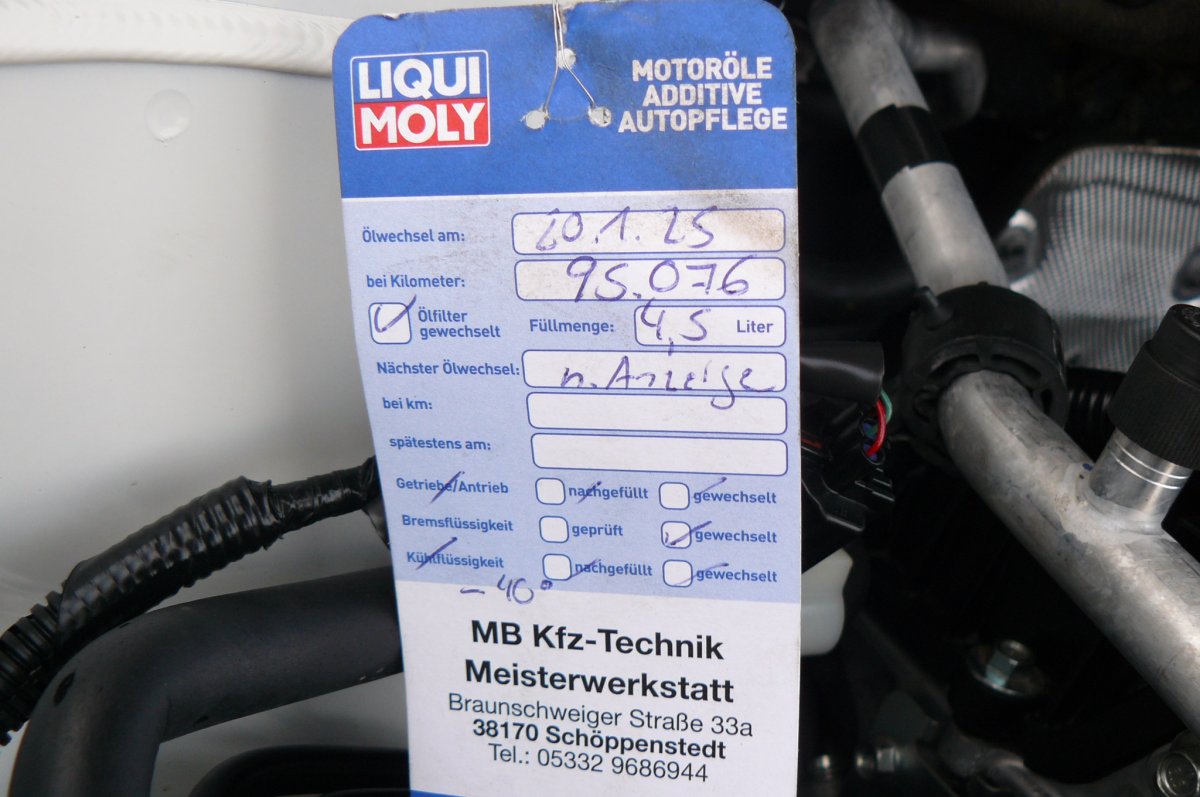 LIQUI
MOLY
MOTORÖLE
ADDITIVE
AUTOPFLEGE
Ölwechsel am: 20.1.25
bei Kilometer: 95.076
Ölfilter
gewechselt
Füllmenge: 4,5 Liter
Nächster Ölwechsel: n. Anzeige
bei km:
spätestens am:
Getriebe/Antrieb nachgefüllt gewechselt
Bremsflüssigkeit geprüft gewechselt
Kühlflüssigkeit nachgefüllt gewechselt
- 40°
MB Kfz-Technik
Meisterwerkstatt
Braunschweiger Straße 33a
38170 Schöppenstedt
Tel.: 05332 9686944